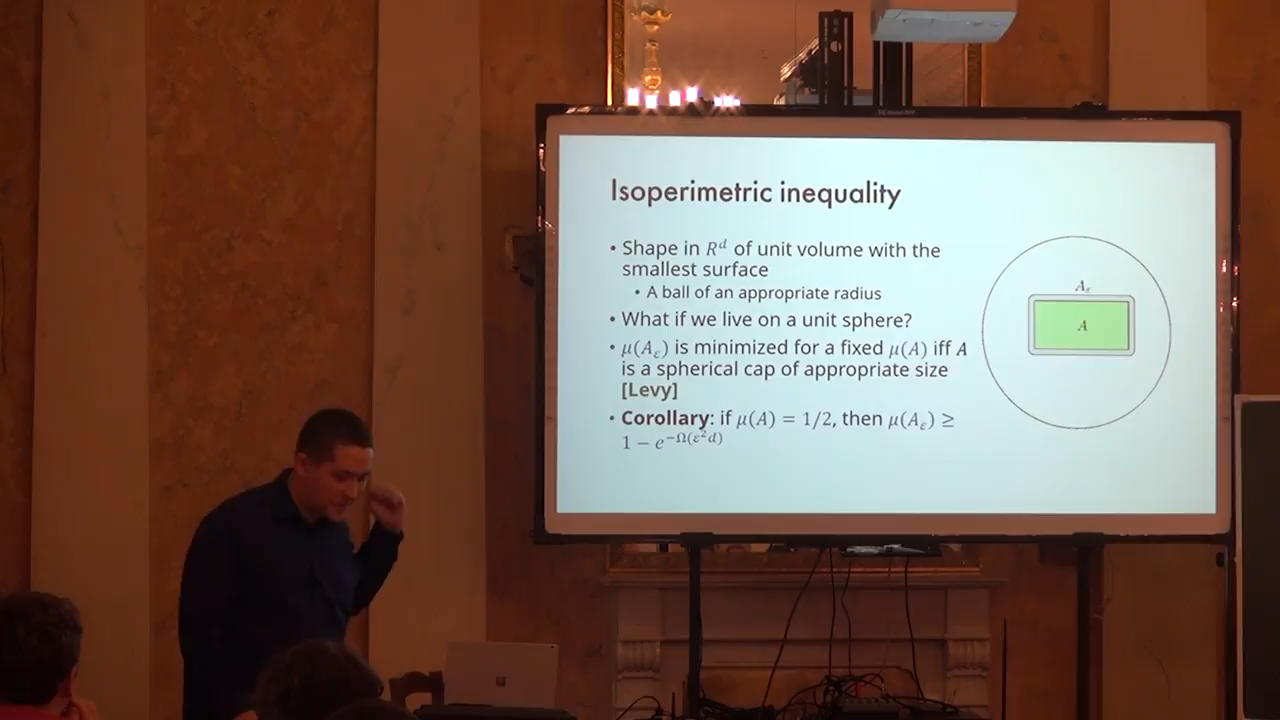 Isoperimetric inequality
• Shape in R^d of unit volume with the
smallest surface
• A ball of an appropriate radius
• What if we live on a unit sphere?
• μ(A_ε) is minimized for a fixed μ(A) iff A
is a spherical cap of appropriate size
[Levy]
• Corollary: if μ(A) = 1/2, then μ(A_ε) ≥
1 − e^{−Ω(ε²d)}
A_ε
A